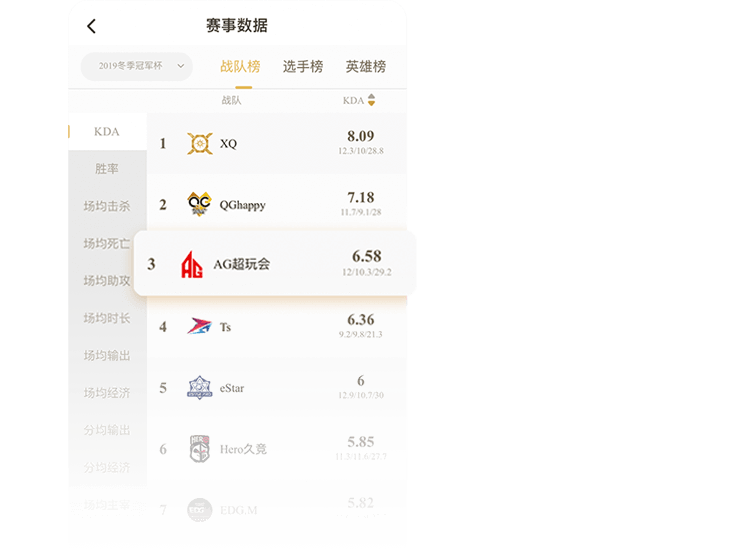 赛事数据
2019冬季冠军杯
战队榜 选手榜 英雄榜
战队 KDA
KDA
胜率
场均击杀
场均死亡
场均助攻
场均时长
场均输出
场均经济
分均输出
分均经济
1 XQ 8.09
12.3/10/28.8
2 QGhappy 7.18
11.7/9.1/28
3 AG超玩会 6.58
12/10.3/29.2
4 Ts 6.36
9.2/9.8/21.3
5 eStar 6
12.9/10.7/30
6 Hero久竞 5.85
11.3/11.6/27.7
7 EDG.M 5.82